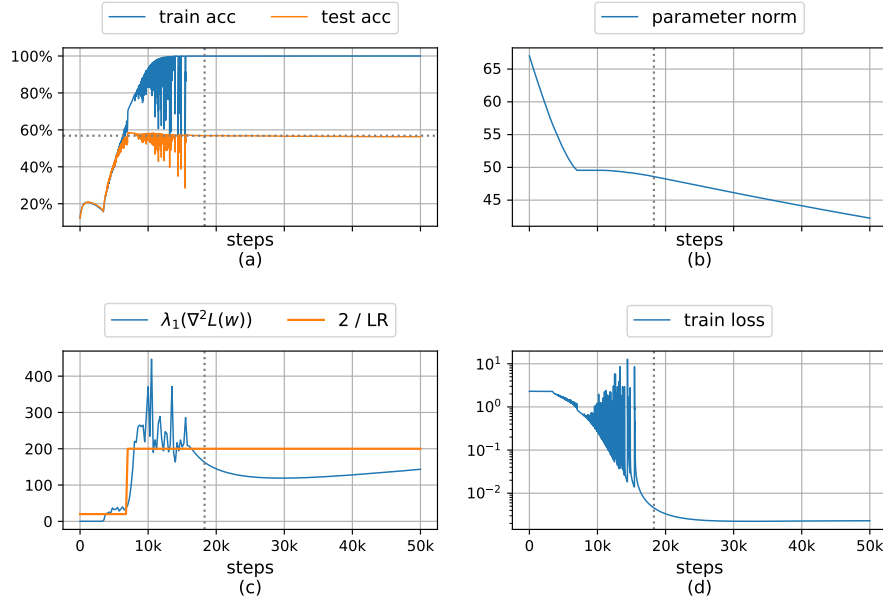 train acc test acc
100%
80%
60%
40%
20%
steps
(a)
parameter norm
65
60
55
50
45
steps
(b)
λ₁(∇²L(w)) 2 / LR
400
300
200
100
0
0 10k 20k 30k 40k 50k
steps
(c)
train loss
10¹
10⁰
10⁻¹
10⁻²
0 10k 20k 30k 40k 50k
steps
(d)